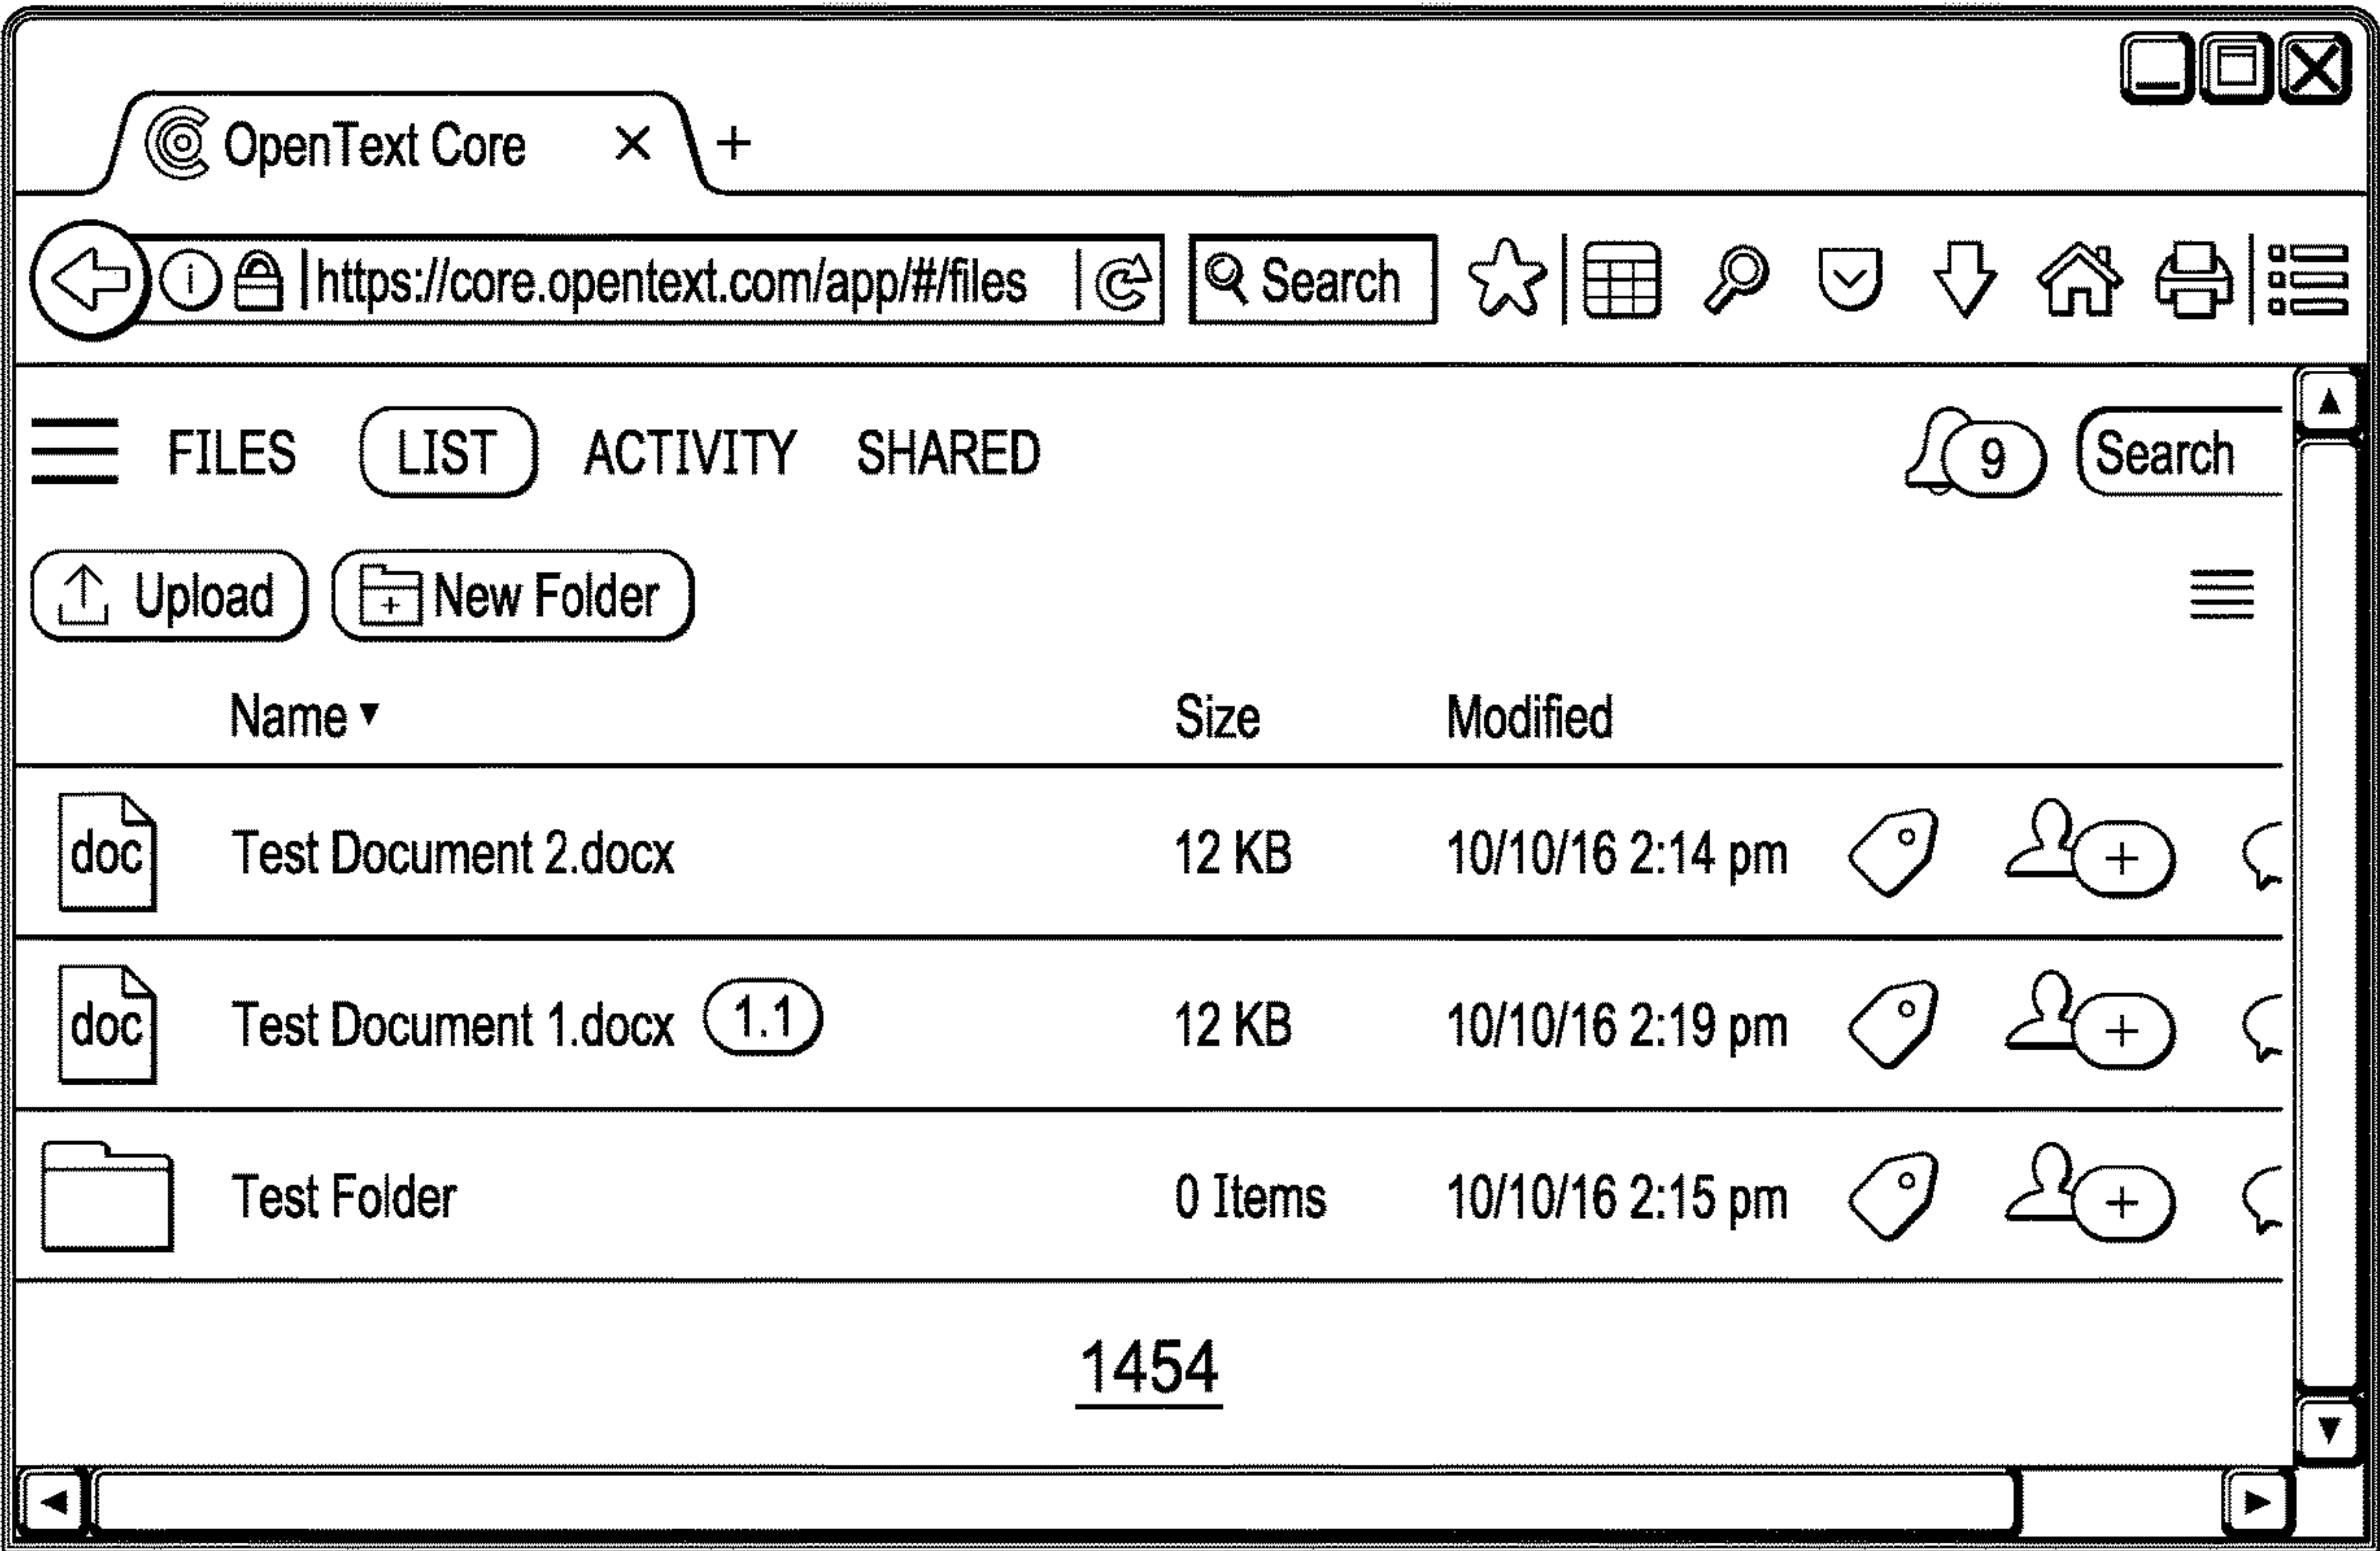 OpenText Core
https://core.opentext.com/app/#/files Search
FILES LIST ACTIVITY SHARED 9 Search
Upload New Folder
Name Size Modified
doc Test Document 2.docx 12 KB 10/10/16 2:14 pm
doc Test Document 1.docx 1.1 12 KB 10/10/16 2:19 pm
Test Folder 0 Items 10/10/16 2:15 pm
1454